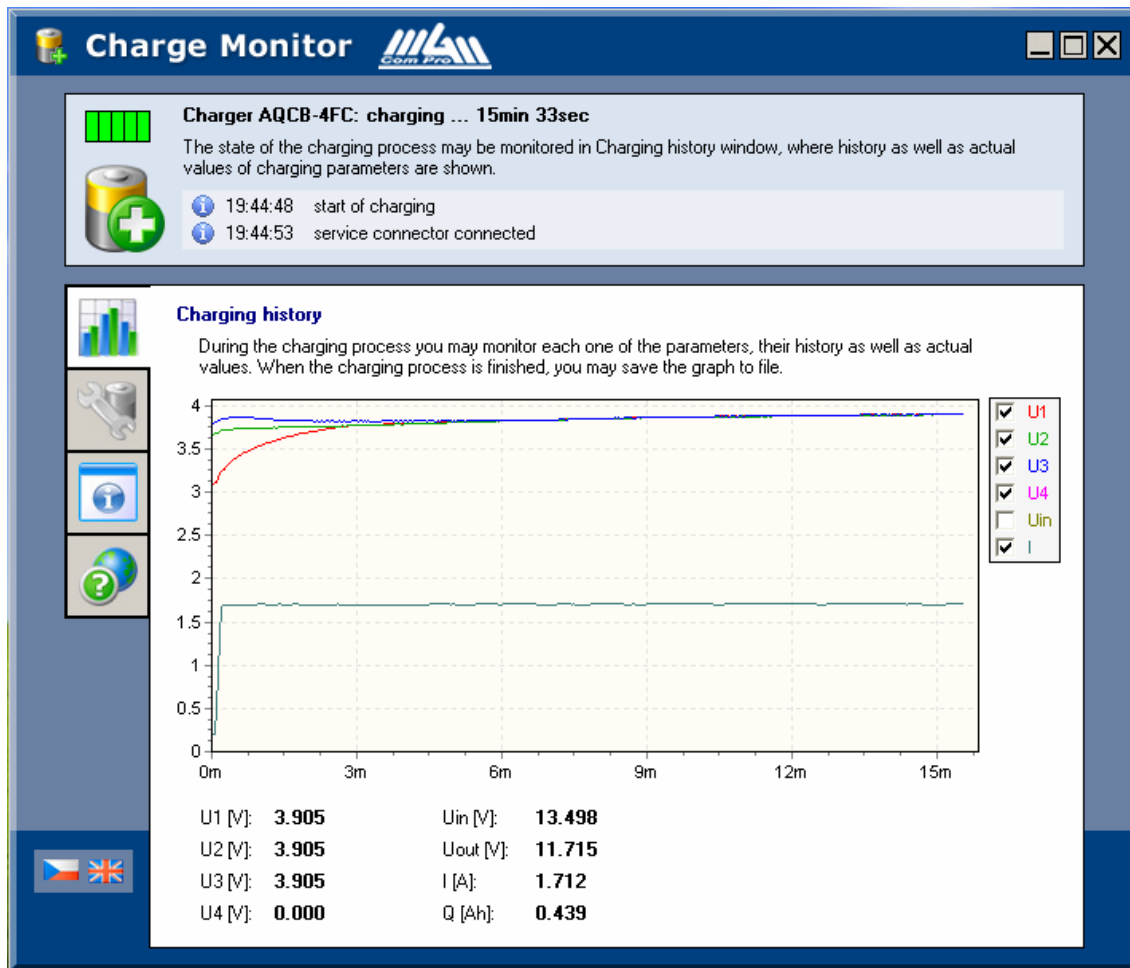 Charge Monitor
Com Pro
Charger AQCB-4FC: charging ... 15min 33sec
The state of the charging process may be monitored in Charging history window, where history as well as actual
values of charging parameters are shown.
19:44:48 start of charging
19:44:53 service connector connected
Charging history
During the charging process you may monitor each one of the parameters, their history as well as actual
values. When the charging process is finished, you may save the graph to file.
4
3.5
3
2.5
2
1.5
1
0.5
0
0m 3m 6m 9m 12m 15m
U1
U2
U3
U4
Uin
I
U1 [V]: 3.905 Uin [V]: 13.498
U2 [V]: 3.905 Uout [V]: 11.715
U3 [V]: 3.905 I [A]: 1.712
U4 [V]: 0.000 Q [Ah]: 0.439